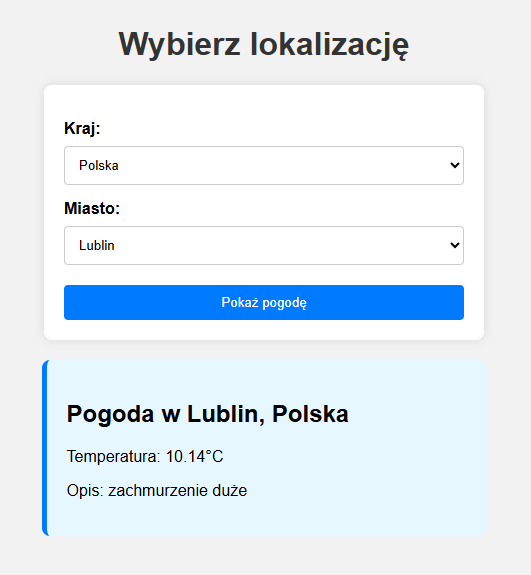 Wybierz lokalizację
Kraj:
Polska
Miasto:
Lublin
Pokaż pogodę
Pogoda w Lublin, Polska
Temperatura: 10.14°C
Opis: zachmurzenie duże